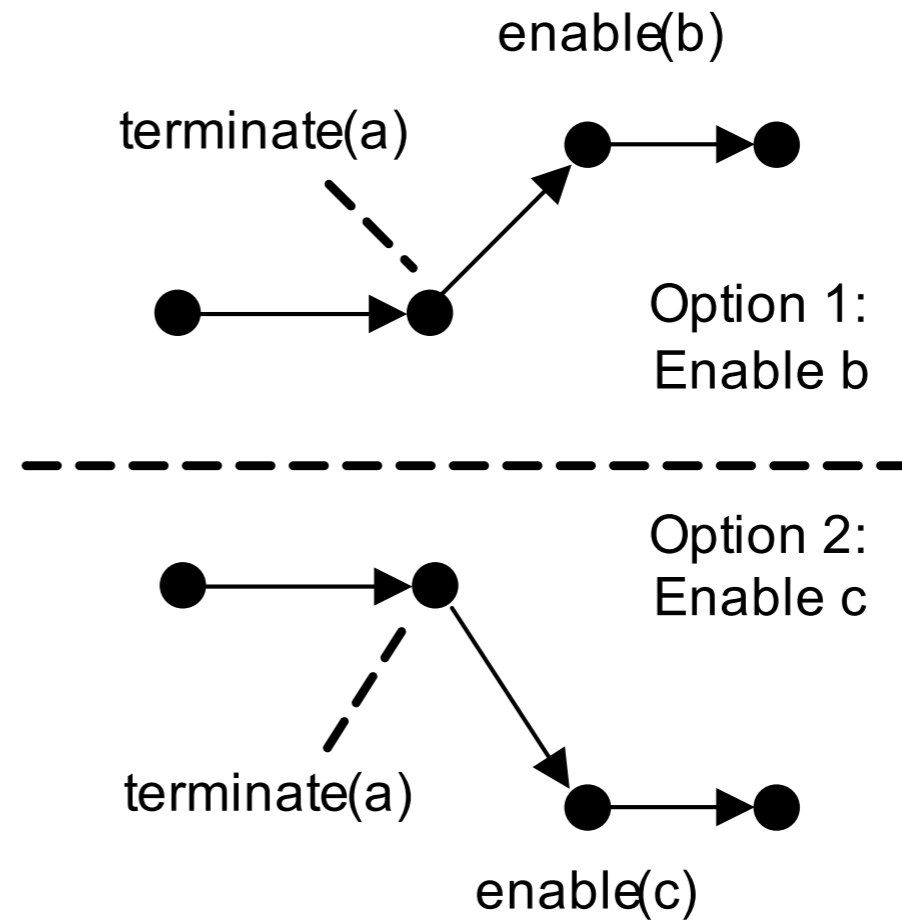 enable(b)
terminate(a)
Option 1:
Enable b
Option 2:
Enable c
terminate(a)
enable(c)